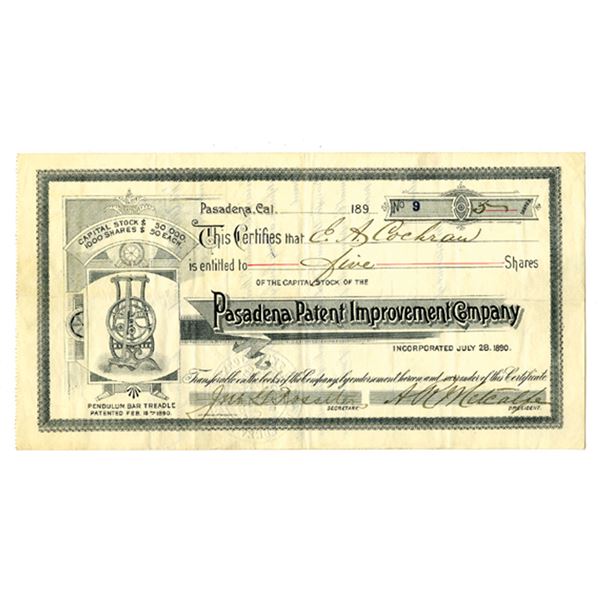 Pasadena, Cal. 189
No 9 5 SHARES
CAPITAL STOCK $ 50,000.
1000 SHARES $ 50 EACH
This Certifies that E. A. Cochran
is entitled to five Shares
OF THE CAPITAL STOCK OF THE
Pasadena Patent Improvement Company
INCORPORATED JULY 28, 1890.
Transferable on the books of the Company by endorsement hereon and surrender of this Certificate.
SECRETARY. A. R. Metcalfe PRESIDENT.
PENDULUM BAR TREADLE
PATENTED FEB. 18TH 1890.